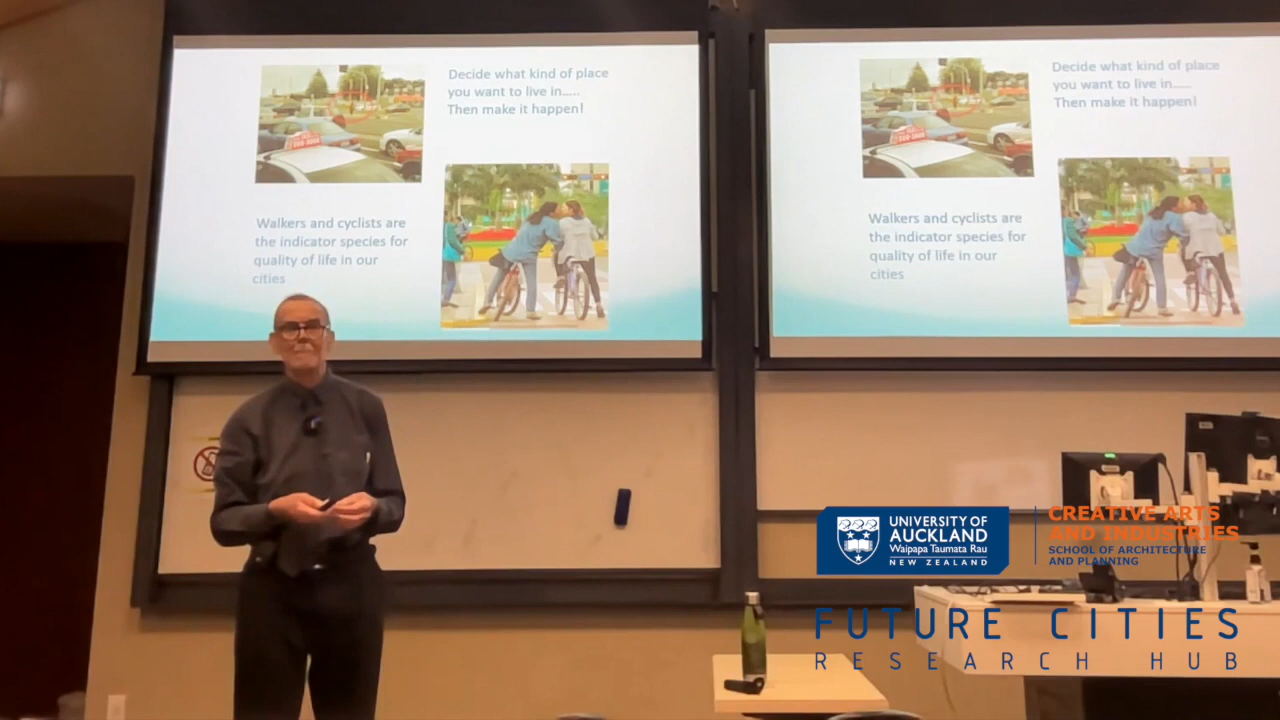 Decide what kind of place
you want to live in.....
Then make it happen!
Walkers and cyclists are
the indicator species for
quality of life in our
cities
Decide what kind of place
you want to live in.....
Then make it happen!
Walkers and cyclists are
the indicator species for
quality of life in our
cities
UNIVERSITY OF
AUCKLAND
Waipapa Taumata Rau
NEW ZEALAND
CREATIVE ARTS
AND INDUSTRIES
SCHOOL OF ARCHITECTURE
AND PLANNING
FUTURE CITIES
RESEARCH HUB